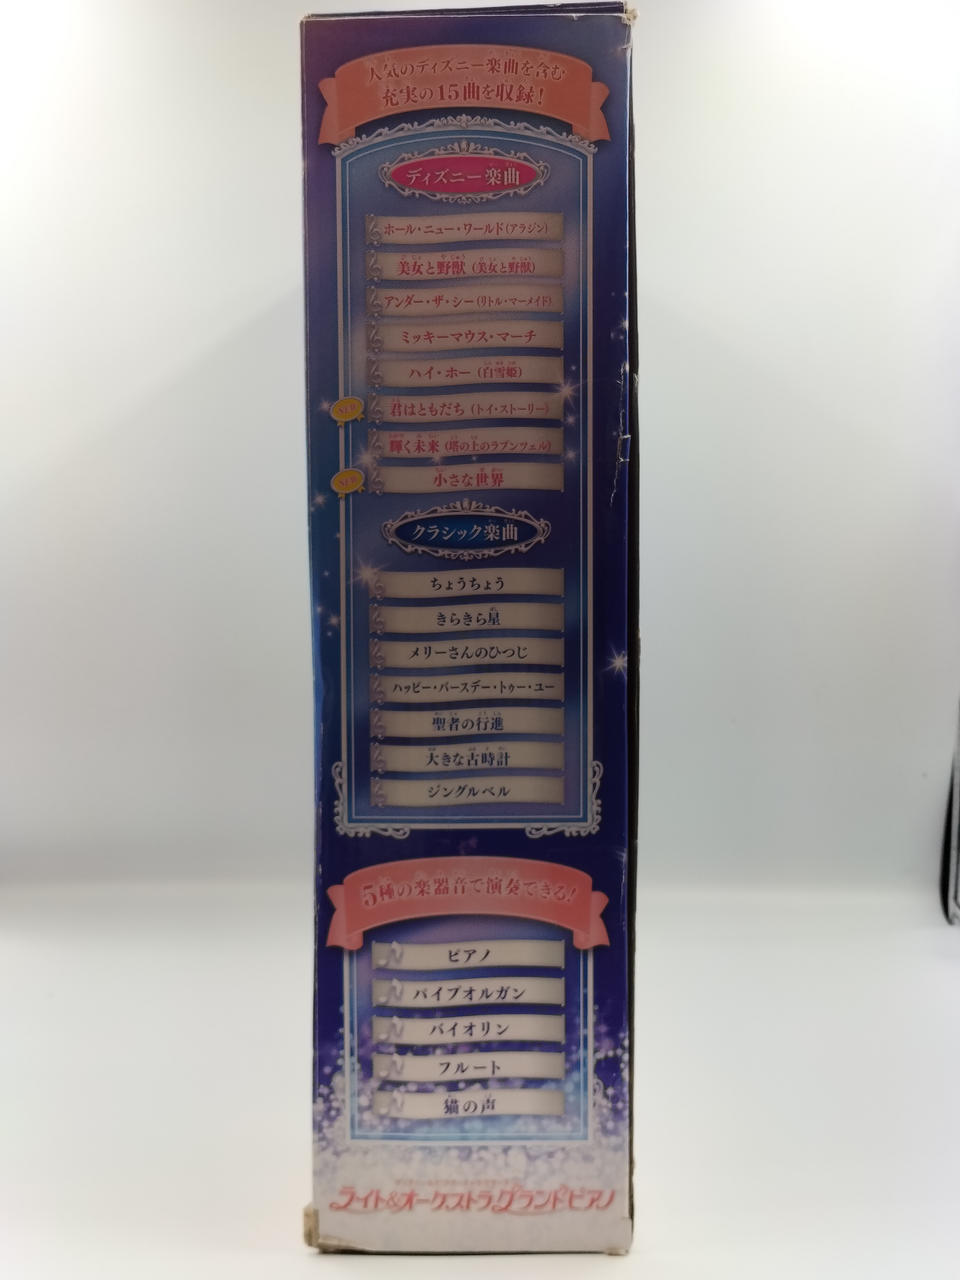 人気のディズニー楽曲を含む
充実の15曲を収録!
ディズニー楽曲
ホール・ニュー・ワールド(アラジン)
美女と野獣(美女と野獣)
アンダー・ザ・シー(リトル・マーメイド)
ミッキーマウス・マーチ
ハイ・ホー(白雪姫)
NEW 君はともだち(トイ・ストーリー)
輝く未来(塔の上のラプンツェル)
NEW 小さな世界
クラシック楽曲
ちょうちょう
きらきら星
メリーさんのひつじ
ハッピー・バースデー・トゥー・ユー
聖者の行進
大きな古時計
ジングルベル
5種の楽器音で演奏できる!
ピアノ
パイプオルガン
バイオリン
フルート
猫の声
ライト&オーケストラグランドピアノ